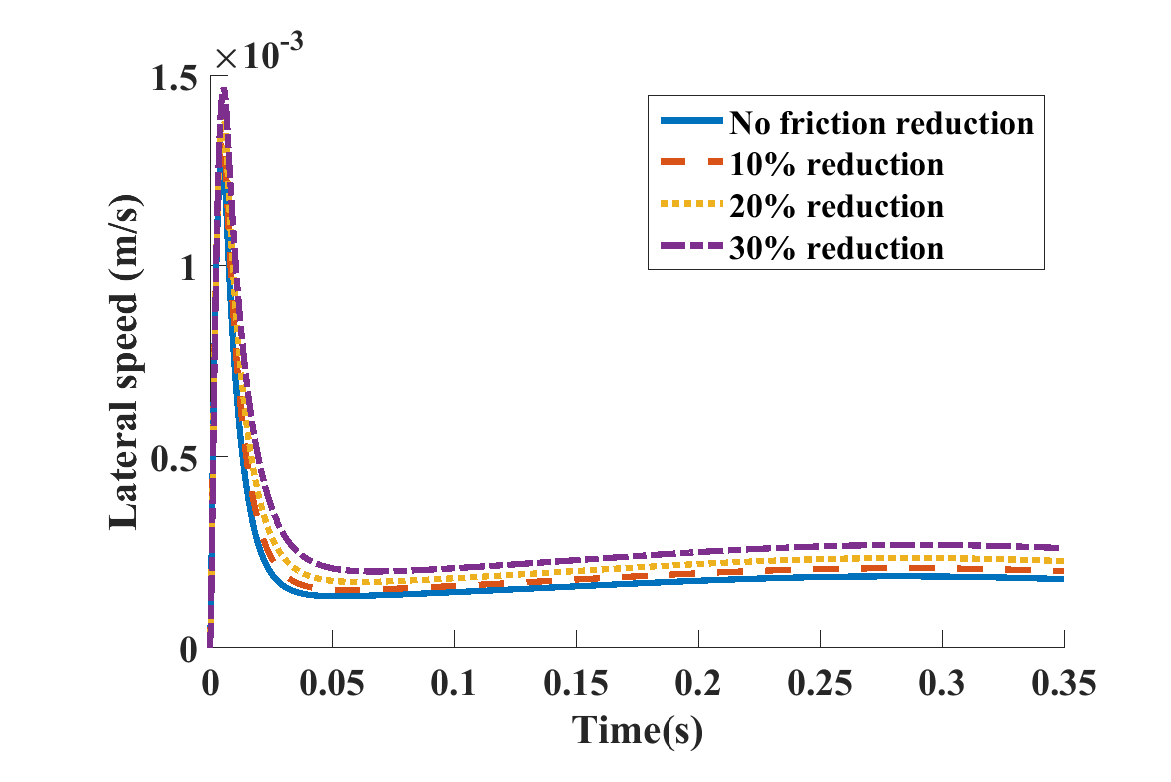 ×10-3
1.5
1
0.5
0
0 0.05 0.1 0.15 0.2 0.25 0.3 0.35
Time(s)
Lateral speed (m/s)
No friction reduction
10% reduction
20% reduction
30% reduction